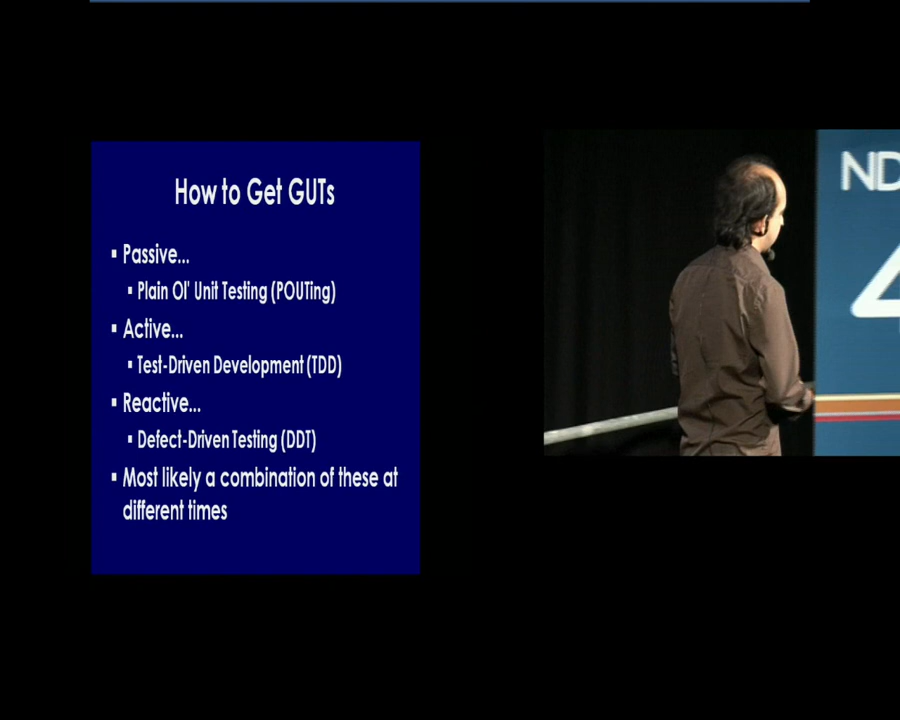 How to Get GUTs
▪ Passive...
▪ Plain Ol' Unit Testing (POUTing)
▪ Active...
▪ Test-Driven Development (TDD)
▪ Reactive...
▪ Defect-Driven Testing (DDT)
▪ Most likely a combination of these at
different times
ND
4